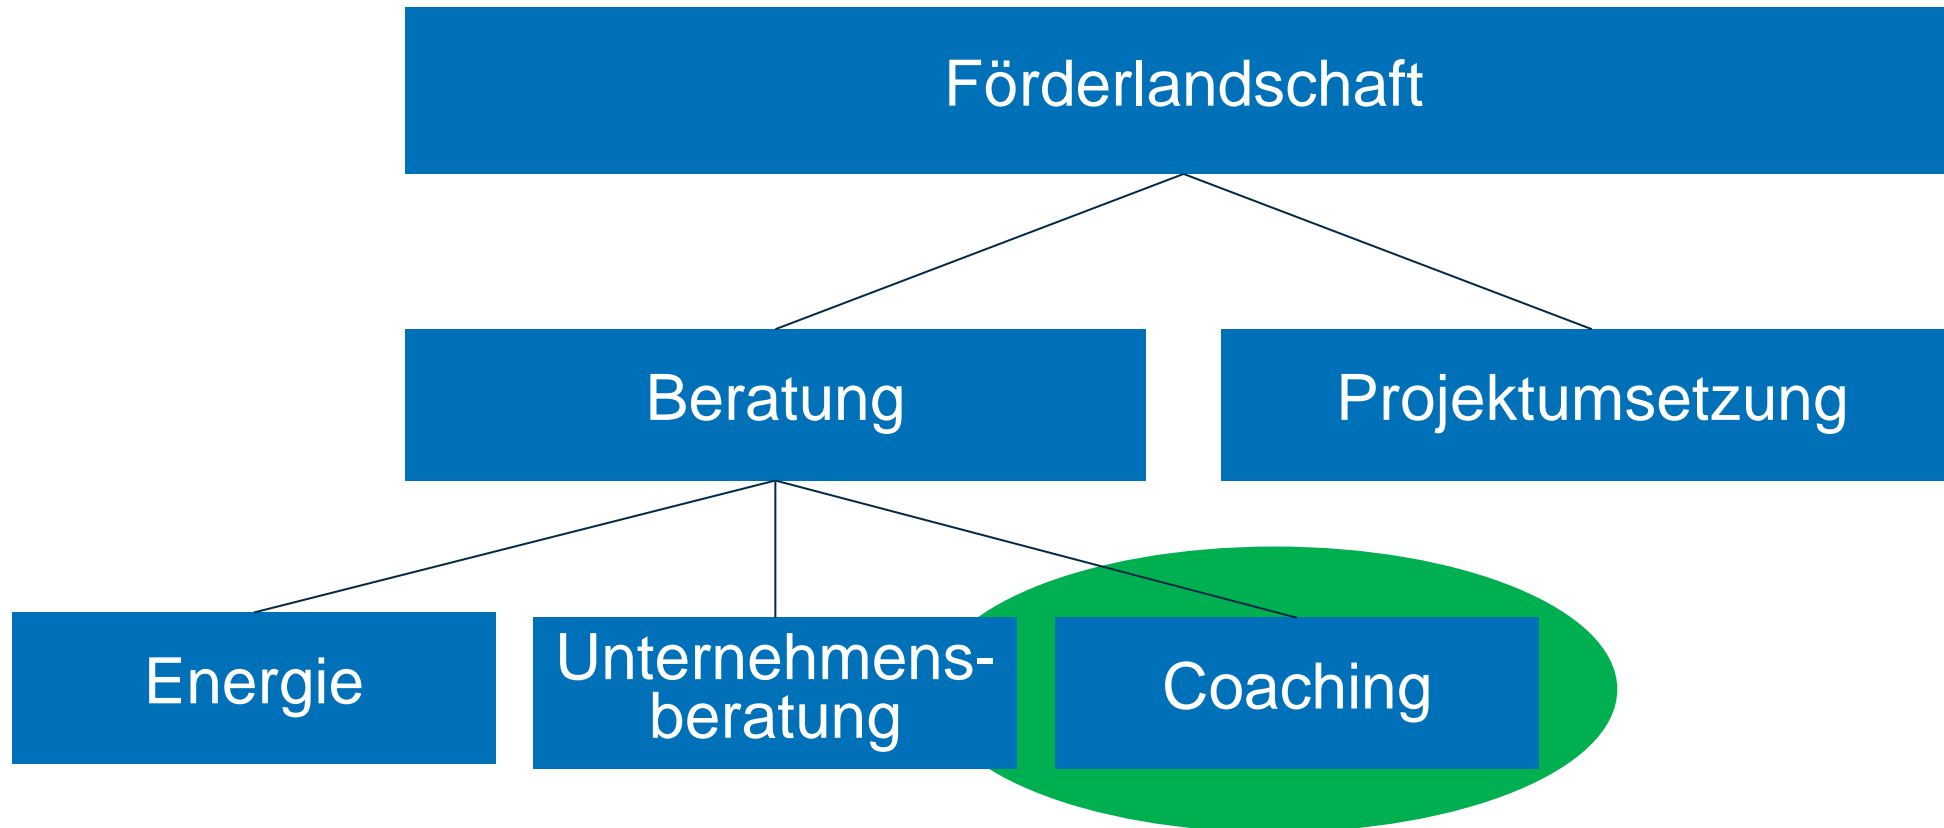 Förderlandschaft
Beratung
Projektumsetzung
Energie
Unternehmens-
beratung
Coaching